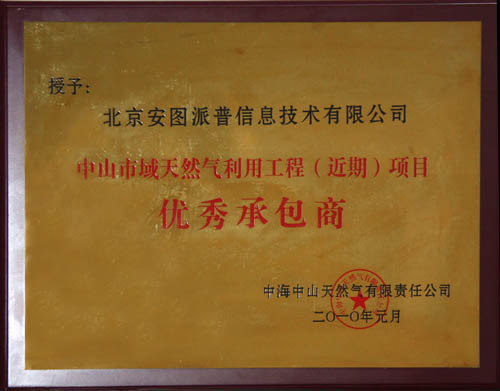 授予：
北京安图派普信息技术有限公司
中山市域天然气利用工程（近期）项目
优秀承包商
中海中山天然气有限责任公司
二〇一〇年元月